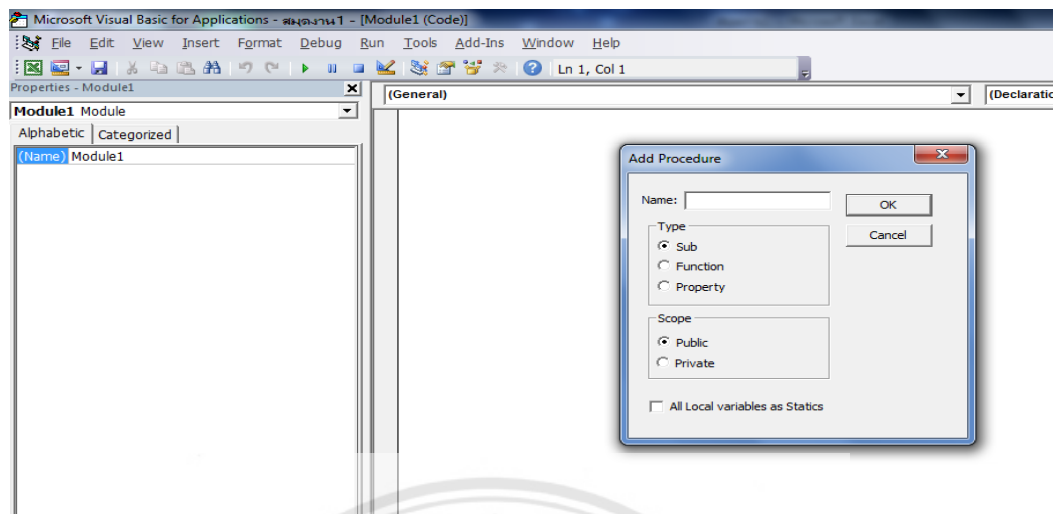 Microsoft Visual Basic for Applications - สมุดงาน1 - [Module1 (Code)]
File Edit View Insert Format Debug Run Tools Add-Ins Window Help
Ln 1, Col 1
Properties - Module1
Module1 Module
Alphabetic Categorized
(Name) Module1
(General)
(Declaratio
Add Procedure
Name:
OK
Cancel
Type
Sub
Function
Property
Scope
Public
Private
All Local variables as Statics